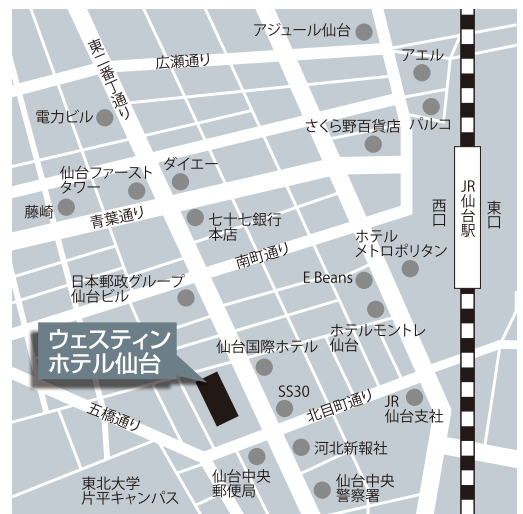 アジュール仙台
東二番丁通り
広瀬通り
アエル
電力ビル
さくら野百貨店
パルコ
仙台ファースト
タワー
ダイエー
藤崎
青葉通り
七十七銀行
本店
西口
JR仙台駅
東口
南町通り
ホテル
メトロポリタン
日本郵政グループ
仙台ビル
E Beans
ホテルモントレ
仙台
ウェスティン
ホテル仙台
仙台国際ホテル
SS30
北目町通り
JR
仙台支社
五橋通り
河北新報社
東北大学
片平キャンパス
仙台中央
郵便局
仙台中央
警察署